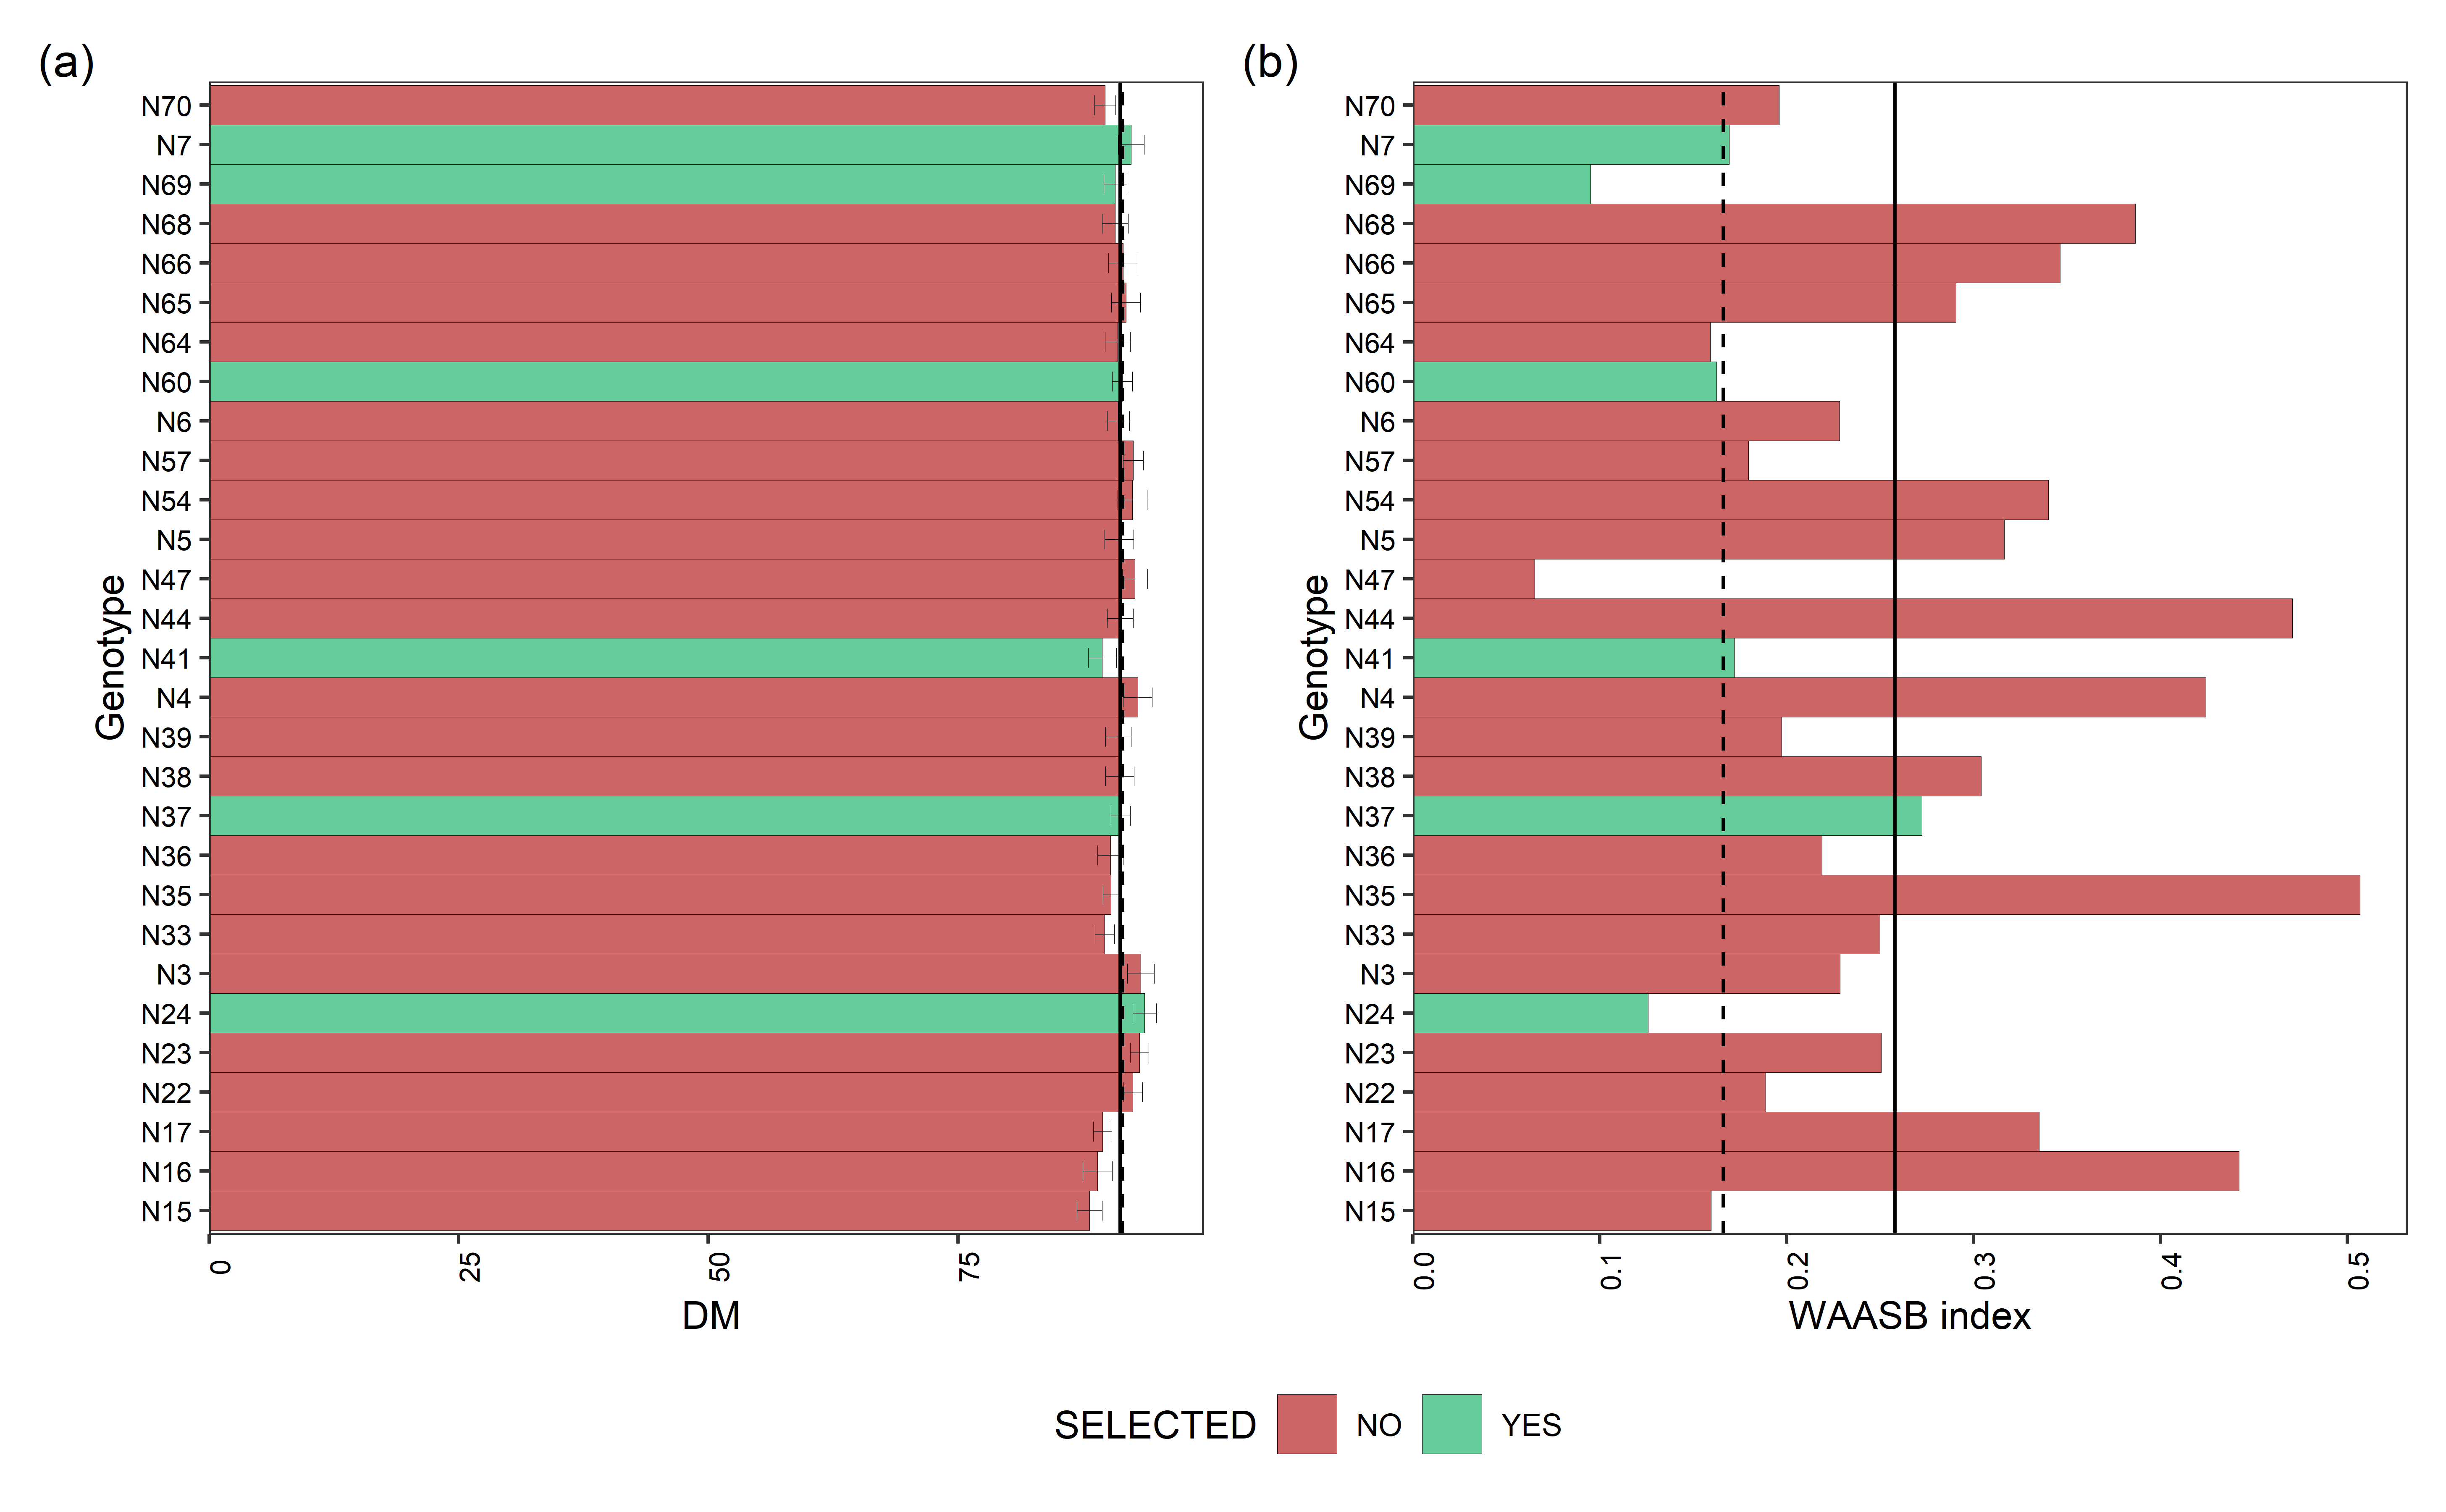 (a)
N70
N7
N69
N68
N66
N65
N64
N60
N6
N57
N54
N5
N47
N44
N41
N4
N39
N38
N37
N36
N35
N33
N3
N24
N23
N22
N17
N16
N15
Genotype
0 25 50 75
DM
(b)
N70
N7
N69
N68
N66
N65
N64
N60
N6
N57
N54
N5
N47
N44
N41
N4
N39
N38
N37
N36
N35
N33
N3
N24
N23
N22
N17
N16
N15
Genotype
0.0 0.1 0.2 0.3 0.4 0.5
WAASB index
SELECTED NO YES